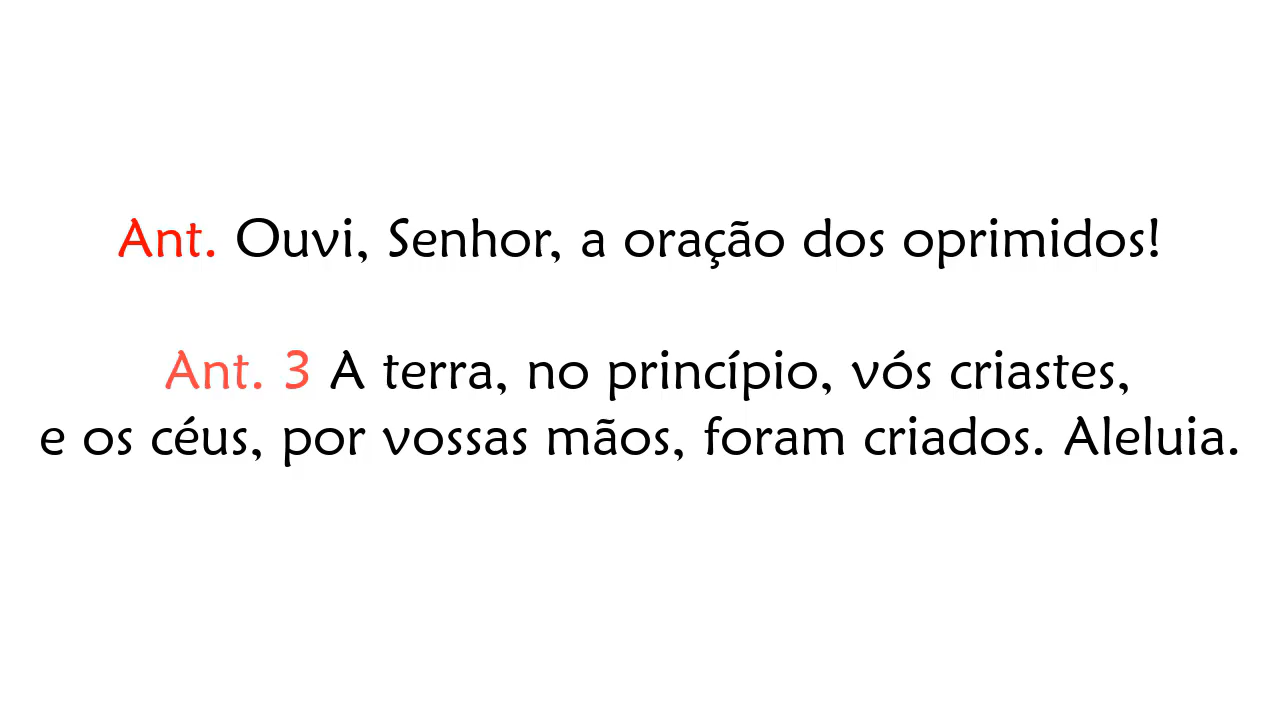 Ant. Ouvi, Senhor, a oração dos oprimidos!
Ant. 3 A terra, no princípio, vós criastes,
e os céus, por vossas mãos, foram criados. Aleluia.